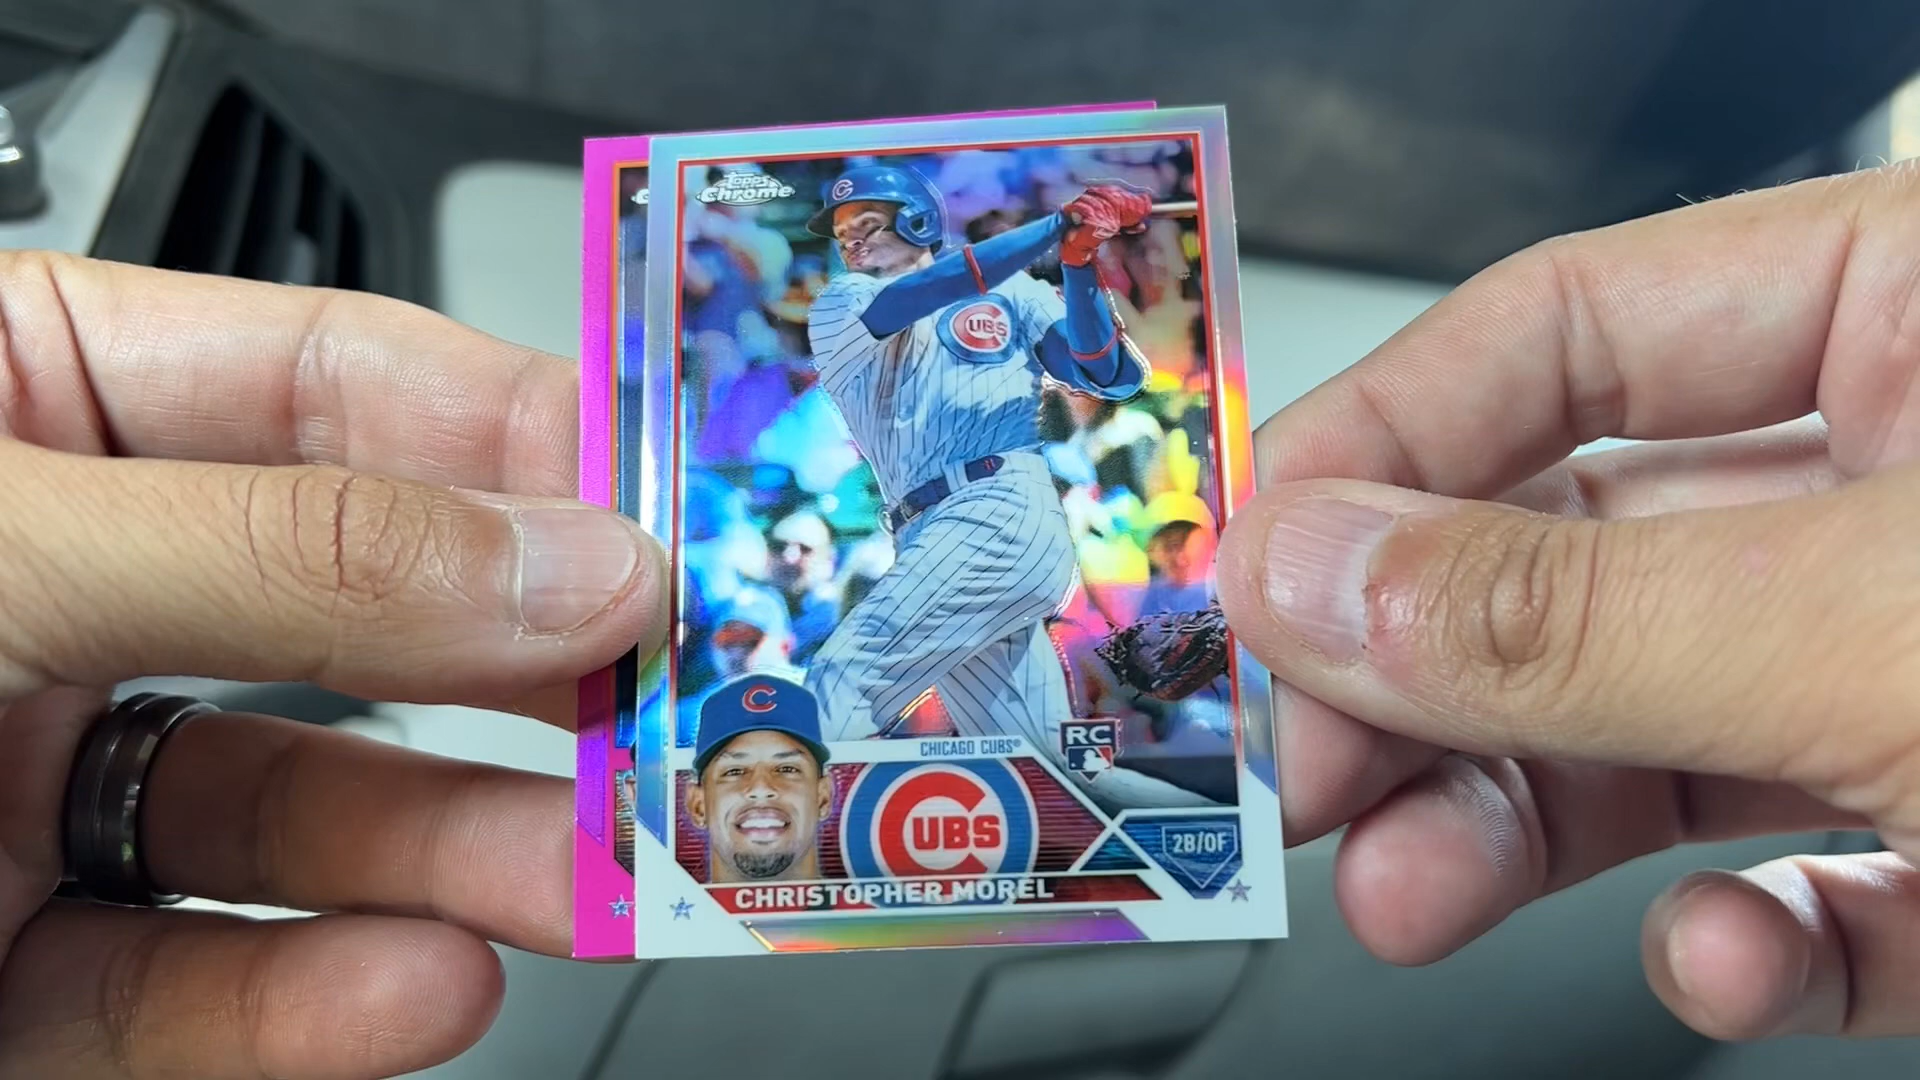 Topps
Chrome
C
CUBS
CHICAGO CUBS®
RC
C
CUBS
2B/OF
CHRISTOPHER MOREL